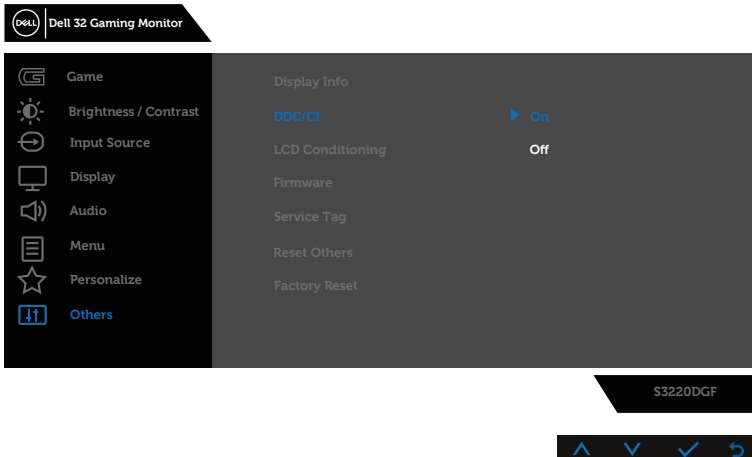 DELL
Dell 32 Gaming Monitor
Game
Brightness / Contrast
Input Source
Display
Audio
Menu
Personalize
Others
Display Info
DDC/CI
On
LCD Conditioning
Off
Firmware
Service Tag
Reset Others
Factory Reset
S3220DGF